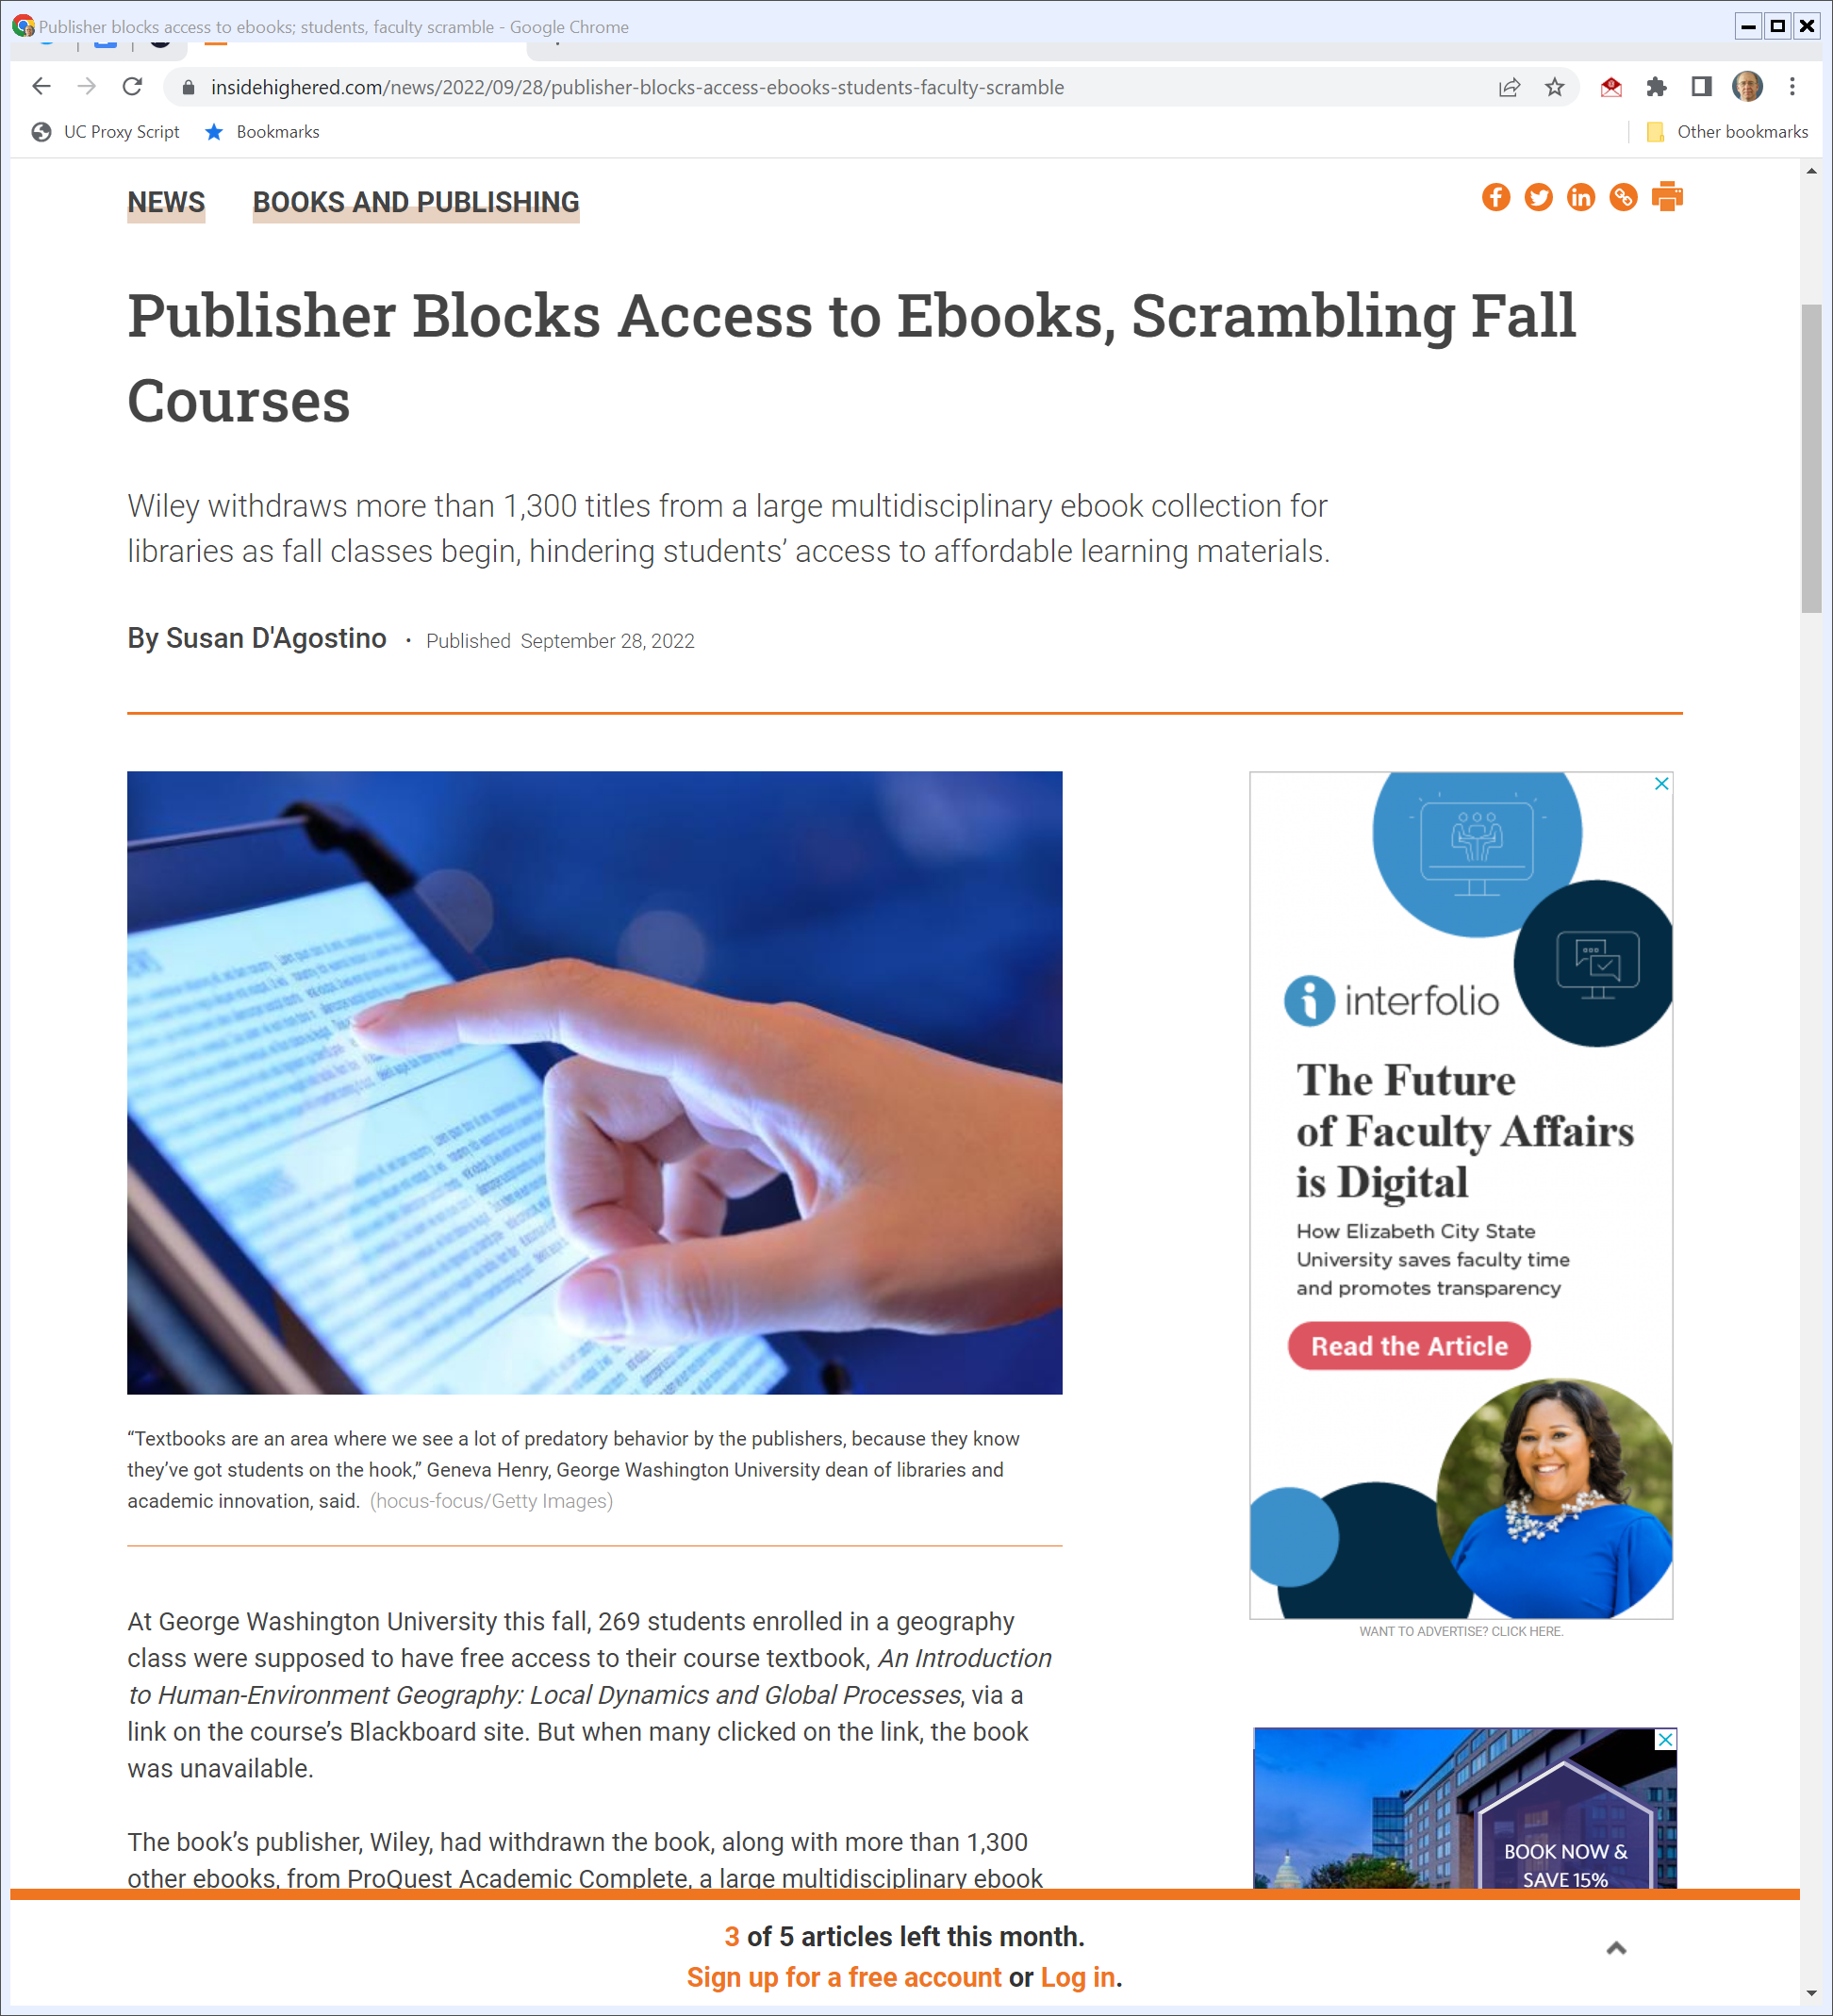 Publisher blocks access to ebooks; students, faculty scramble - Google Chrome
insidehighered.com/news/2022/09/28/publisher-blocks-access-ebooks-students-faculty-scramble
UC Proxy Script
Bookmarks
Other bookmarks
NEWS
BOOKS AND PUBLISHING
Publisher Blocks Access to Ebooks, Scrambling Fall
Courses
Wiley withdraws more than 1,300 titles from a large multidisciplinary ebook collection for
libraries as fall classes begin, hindering students’ access to affordable learning materials.
By Susan D'Agostino • Published September 28, 2022
“Textbooks are an area where we see a lot of predatory behavior by the publishers, because they know
they’ve got students on the hook,” Geneva Henry, George Washington University dean of libraries and
academic innovation, said. (hocus-focus/Getty Images)
At George Washington University this fall, 269 students enrolled in a geography
class were supposed to have free access to their course textbook, An Introduction
to Human-Environment Geography: Local Dynamics and Global Processes, via a
link on the course’s Blackboard site. But when many clicked on the link, the book
was unavailable.
The book’s publisher, Wiley, had withdrawn the book, along with more than 1,300
other ebooks, from ProQuest Academic Complete, a large multidisciplinary ebook
interfolio
The Future
of Faculty Affairs
is Digital
How Elizabeth City State
University saves faculty time
and promotes transparency
Read the Article
WANT TO ADVERTISE? CLICK HERE.
BOOK NOW &
SAVE 15%
3 of 5 articles left this month.
Sign up for a free account or Log in.